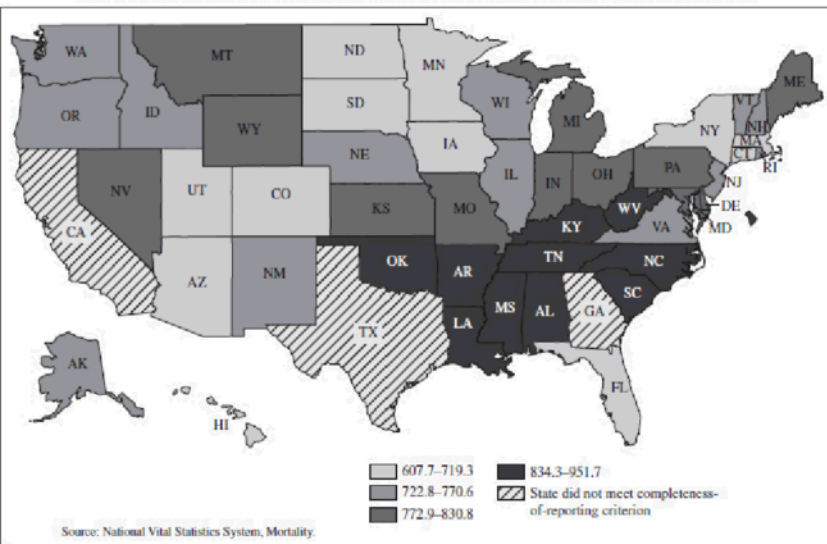 WA
MT
ND
MN
ME
OR
ID
SD
WI
MI
VT
NH
NY
MA
CT
RI
WY
IA
NE
PA
NJ
NV
UT
CO
IL
IN
OH
DE
MD
WV
VA
KS
MO
KY
CA
AZ
NM
OK
AR
TN
NC
SC
MS
AL
GA
LA
TX
FL
AK
HI
607.7–719.3
722.8–770.6
772.9–830.8
834.3–951.7
State did not meet completeness-
of-reporting criterion
Source: National Vital Statistics System, Mortality.